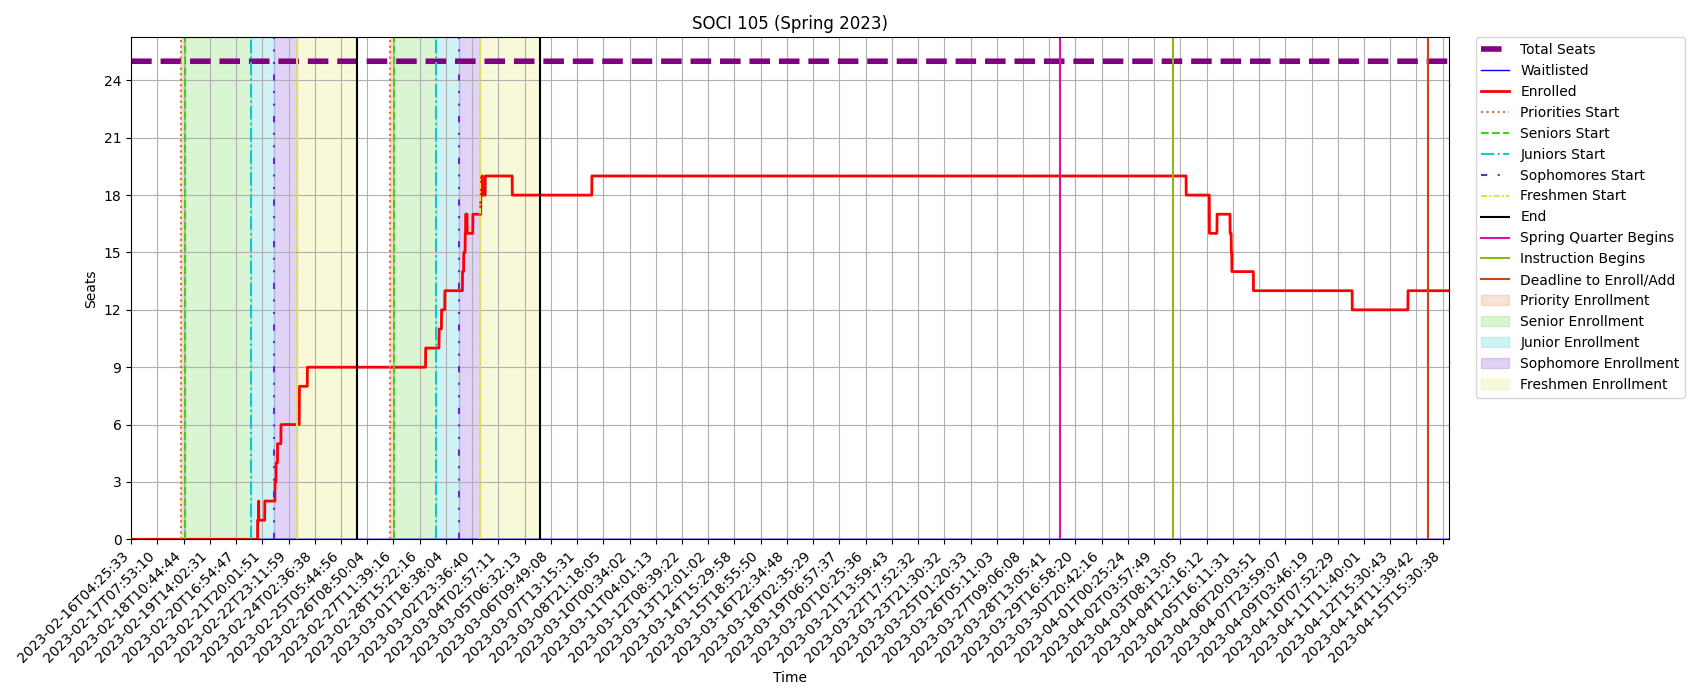 SOCI 105 (Spring 2023)
Seats
24
21
18
15
12
9
6
3
0
2023-02-16T04:25:33
2023-02-17T07:53:10
2023-02-18T10:44:44
2023-02-19T14:02:31
2023-02-20T16:54:47
2023-02-21T20:01:51
2023-02-22T23:11:59
2023-02-24T02:36:38
2023-02-25T05:44:56
2023-02-26T08:50:04
2023-02-27T11:39:16
2023-02-28T15:22:16
2023-03-01T18:38:04
2023-03-02T23:36:40
2023-03-04T02:57:11
2023-03-05T06:32:13
2023-03-06T09:49:08
2023-03-07T13:15:31
2023-03-08T21:18:05
2023-03-10T00:34:02
2023-03-11T04:01:13
2023-03-12T08:39:22
2023-03-13T12:01:02
2023-03-14T15:29:58
2023-03-15T18:55:50
2023-03-16T22:34:48
2023-03-18T02:35:29
2023-03-19T06:57:37
2023-03-20T10:25:36
2023-03-21T13:59:43
2023-03-22T17:52:32
2023-03-23T21:30:32
2023-03-25T01:20:33
2023-03-26T05:11:03
2023-03-27T09:06:08
2023-03-28T13:05:41
2023-03-29T16:58:20
2023-03-30T20:42:16
2023-04-01T00:25:24
2023-04-02T03:57:49
2023-04-03T08:13:05
2023-04-04T12:16:12
2023-04-05T16:11:31
2023-04-06T20:03:51
2023-04-07T23:59:07
2023-04-09T03:46:19
2023-04-10T07:52:29
2023-04-11T11:40:01
2023-04-12T15:30:43
2023-04-14T11:39:42
2023-04-15T15:30:38
Time
Total Seats
Waitlisted
Enrolled
Priorities Start
Seniors Start
Juniors Start
Sophomores Start
Freshmen Start
End
Spring Quarter Begins
Instruction Begins
Deadline to Enroll/Add
Priority Enrollment
Senior Enrollment
Junior Enrollment
Sophomore Enrollment
Freshmen Enrollment